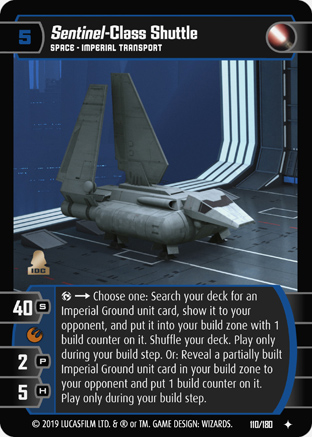 5
Sentinel-Class Shuttle
SPACE - IMPERIAL TRANSPORT
IDC
40 S
2 P
5 H
→ Choose one: Search your deck for an
Imperial Ground unit card, show it to your
opponent, and put it into your build zone with 1
build counter on it. Shuffle your deck. Play only
during your build step. Or: Reveal a partially built
Imperial Ground unit card in your build zone to
your opponent and put 1 build counter on it.
Play only during your build step.
© 2019 LUCASFILM LTD. & ® or TM. GAME DESIGN: WIZARDS.
110/180